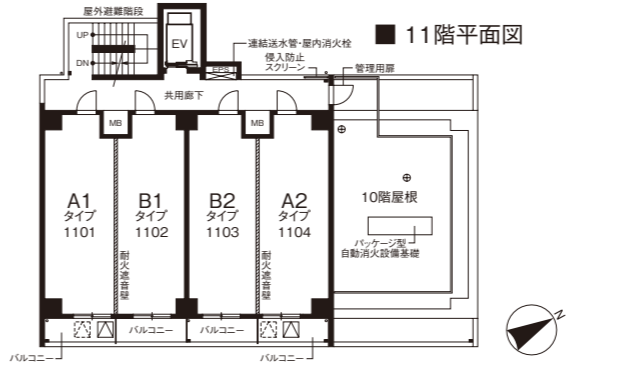 屋外避難階段
■ 11階平面図
UP
EV
連結送水管・屋内消火栓
DN
EPS
侵入防止
スクリーン
管理用扉
共用廊下
MB
MB
A1
タイプ
1101
B1
タイプ
1102
B2
タイプ
1103
A2
タイプ
1104
10階屋根
パッケージ型
自動消火設備基礎
耐火遮音壁
耐火遮音壁
バルコニー
バルコニー
バルコニー
バルコニー
N